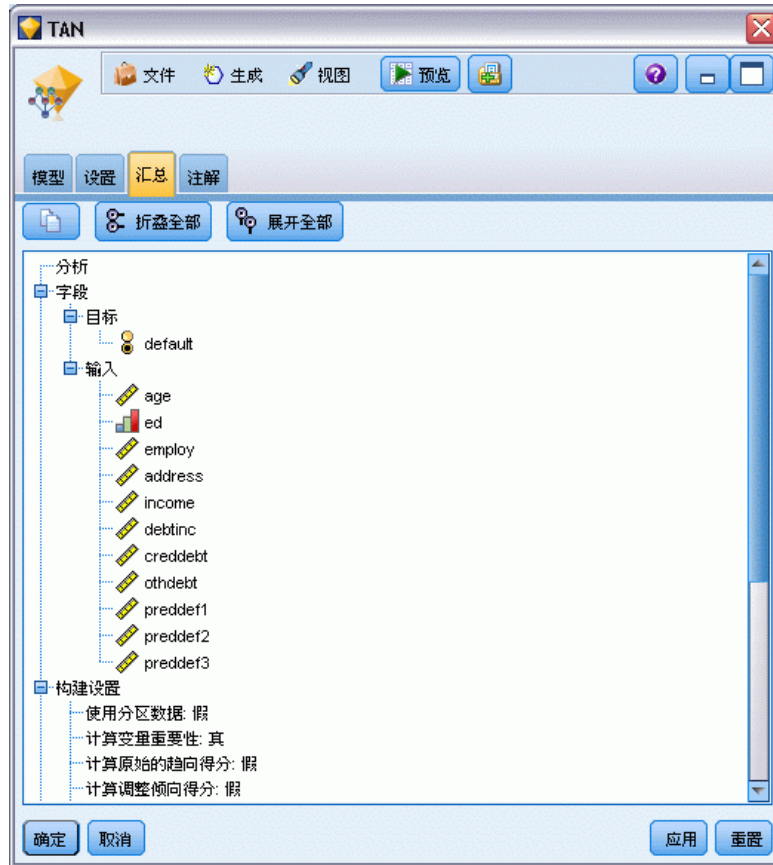 TAN
文件 生成 视图 预览
模型 设置 汇总 注解
折叠全部 展开全部
分析
字段
目标
default
输入
age
ed
employ
address
income
debtinc
creddebt
othdebt
preddef1
preddef2
preddef3
构建设置
使用分区数据: 假
计算变量重要性: 真
计算原始的趋向得分: 假
计算调整倾向得分: 假
确定 取消 应用 重置